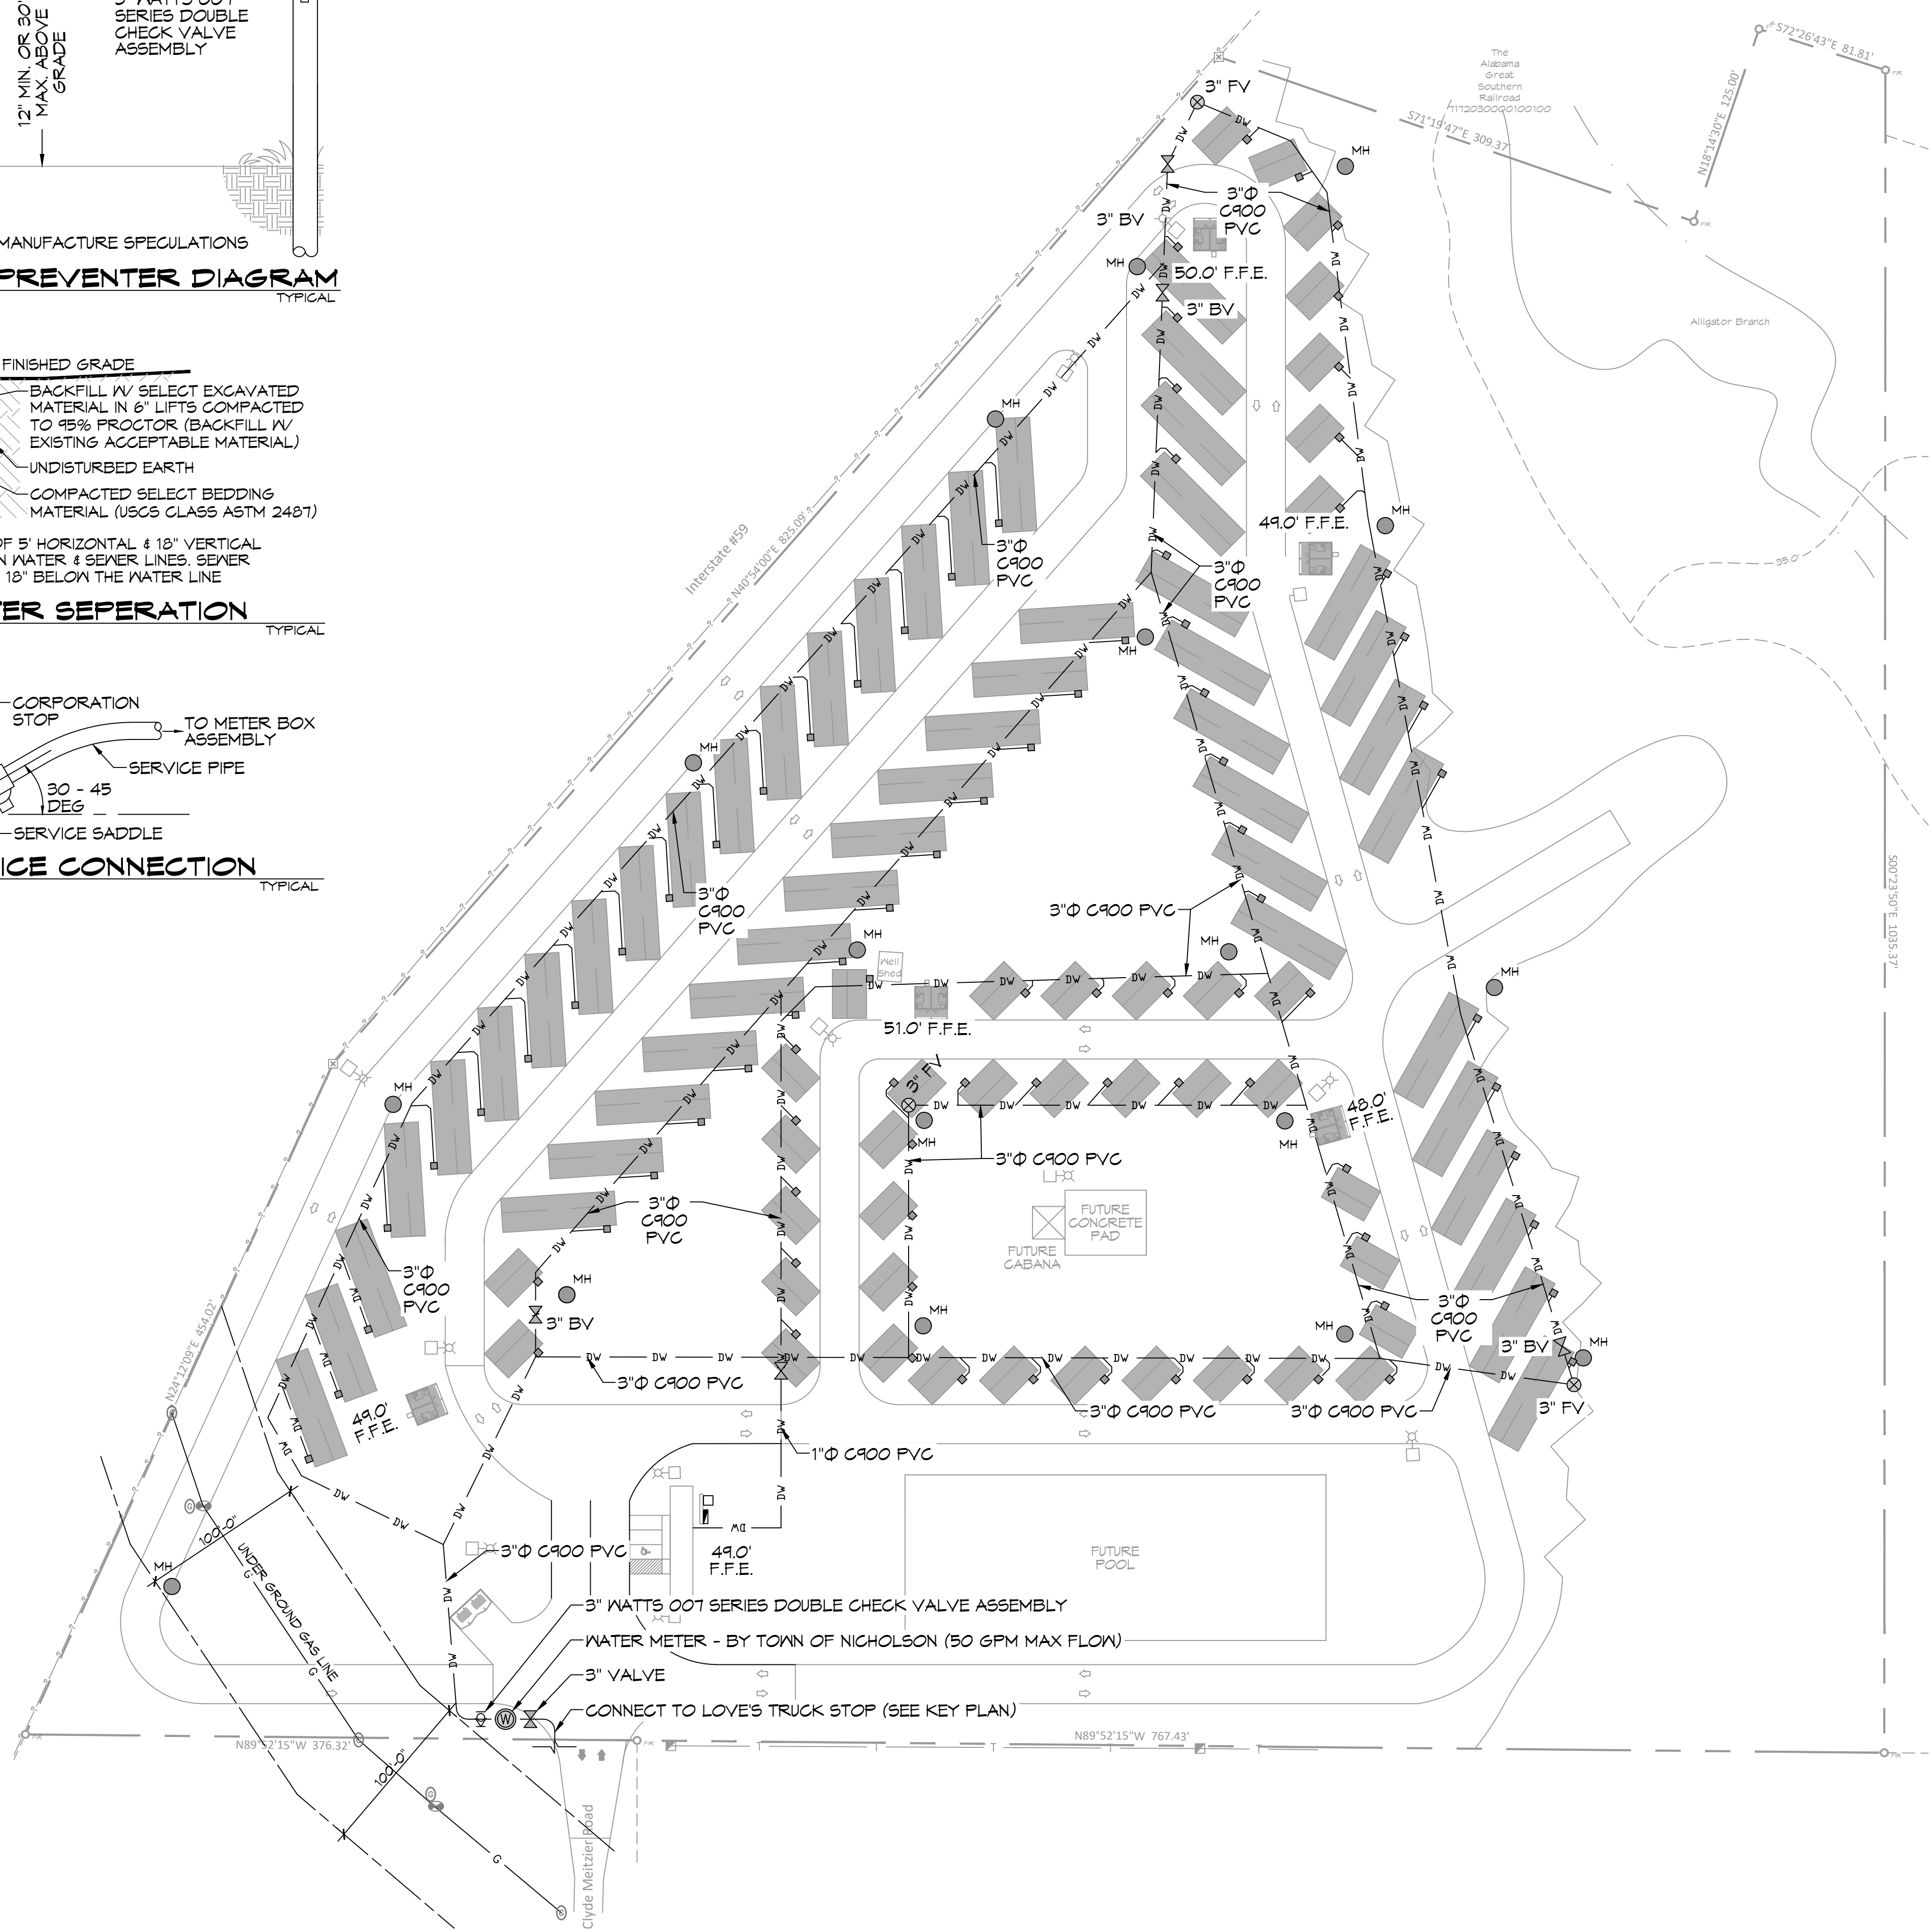 12" MIN. OR 30"
MAX. ABOVE
GRADE
SERIES DOUBLE
CHECK VALVE
ASSEMBLY
MANUFACTURE SPECULATIONS
PREVENTER DIAGRAM
TYPICAL
FINISHED GRADE
BACKFILL W/ SELECT EXCAVATED
MATERIAL IN 6" LIFTS COMPACTED
TO 95% PROCTOR (BACKFILL W/
EXISTING ACCEPTABLE MATERIAL)
UNDISTURBED EARTH
COMPACTED SELECT BEDDING
MATERIAL (USCS CLASS ASTM 2487)
OF 5' HORIZONTAL & 18" VERTICAL
N WATER & SEWER LINES. SEWER
18" BELOW THE WATER LINE
TER SEPERATION
TYPICAL
CORPORATION
STOP
TO METER BOX
ASSEMBLY
SERVICE PIPE
30 - 45
DEG
SERVICE SADDLE
ICE CONNECTION
TYPICAL
The
Alabama
Great
Southern
Railroad
7172030000100100
S72°26'43"E 81.81'
N18°14'30"E 125.00'
S71°19'47"E 309.37'
Alligator Branch
35.0'
S00°23'50"E 1035.37'
3" FV
MH
3"Φ
C900
PVC
3" BV
MH
50.0' F.F.E.
3" BV
Interstate #59
N40°54'00"E 825.09'
MH
3"Φ
C900
PVC
49.0' F.F.E.
MH
3"Φ
C900
PVC
MH
MH
3"Φ
C900
PVC
3"Φ C900 PVC
MH
MH
Well
Shed
MH
51.0' F.F.E.
3" FV
MH
MH
MH
48.0'
F.F.E.
3"Φ C900 PVC
3"Φ
C900
PVC
FUTURE
CONCRETE
PAD
FUTURE
CABANA
3"Φ
C900
PVC
MH
3" BV
MH
MH
3"Φ
C900
PVC
3" BV
MH
3" FV
N24°12'09"E 454.02'
3"Φ C900 PVC
3"Φ C900 PVC
3"Φ C900 PVC
49.0'
F.F.E.
1"Φ C900 PVC
100'-0"
UNDER GROUND GAS LINE
MH
3"Φ C900 PVC
49.0'
F.F.E.
FUTURE
POOL
3" WATTS 007 SERIES DOUBLE CHECK VALVE ASSEMBLY
WATER METER - BY TOWN OF NICHOLSON (50 GPM MAX FLOW)
3" VALVE
CONNECT TO LOVE'S TRUCK STOP (SEE KEY PLAN)
W
N89°52'15"W 376.32'
N89°52'15"W 767.43'
100'-0"
G
DW
Clyde Meitzier Road